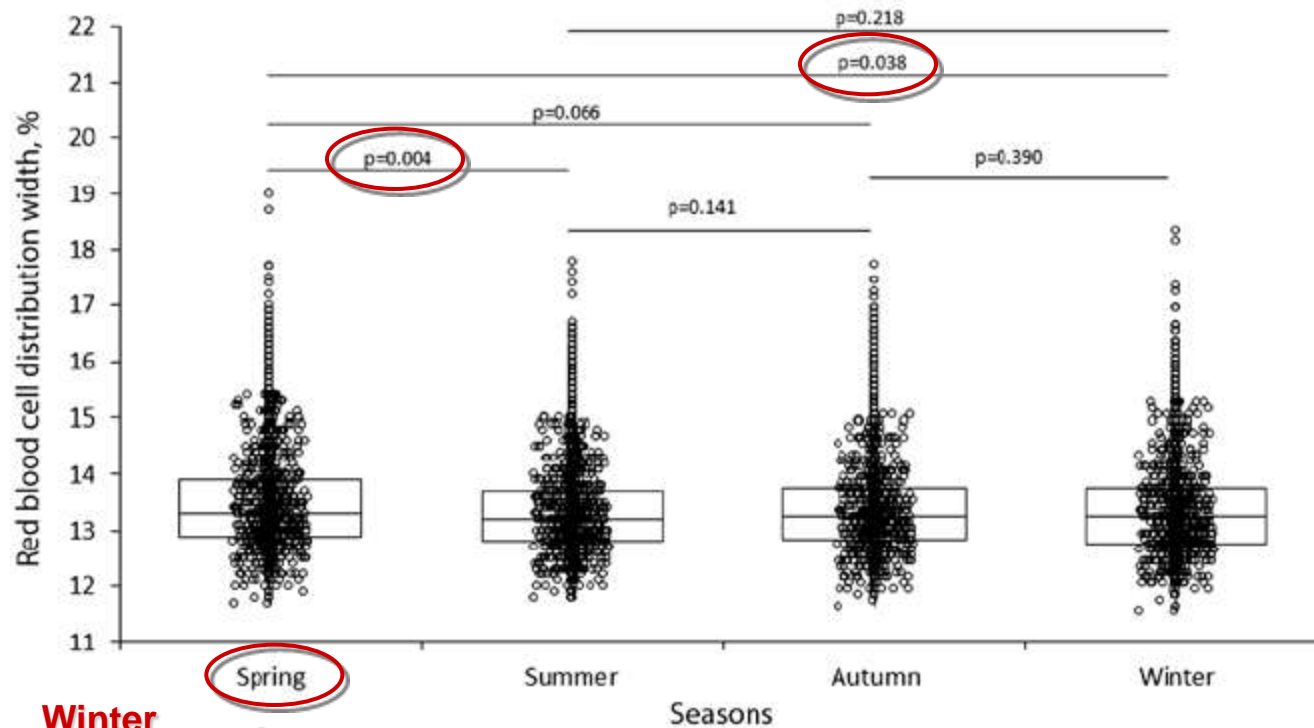 p=0.218
p=0.038
p=0.066
p=0.004
p=0.390
p=0.141
Red blood cell distribution width, %
22
21
20
19
18
17
16
15
14
13
12
11
Spring Summer Autumn Winter
Winter
Seasons